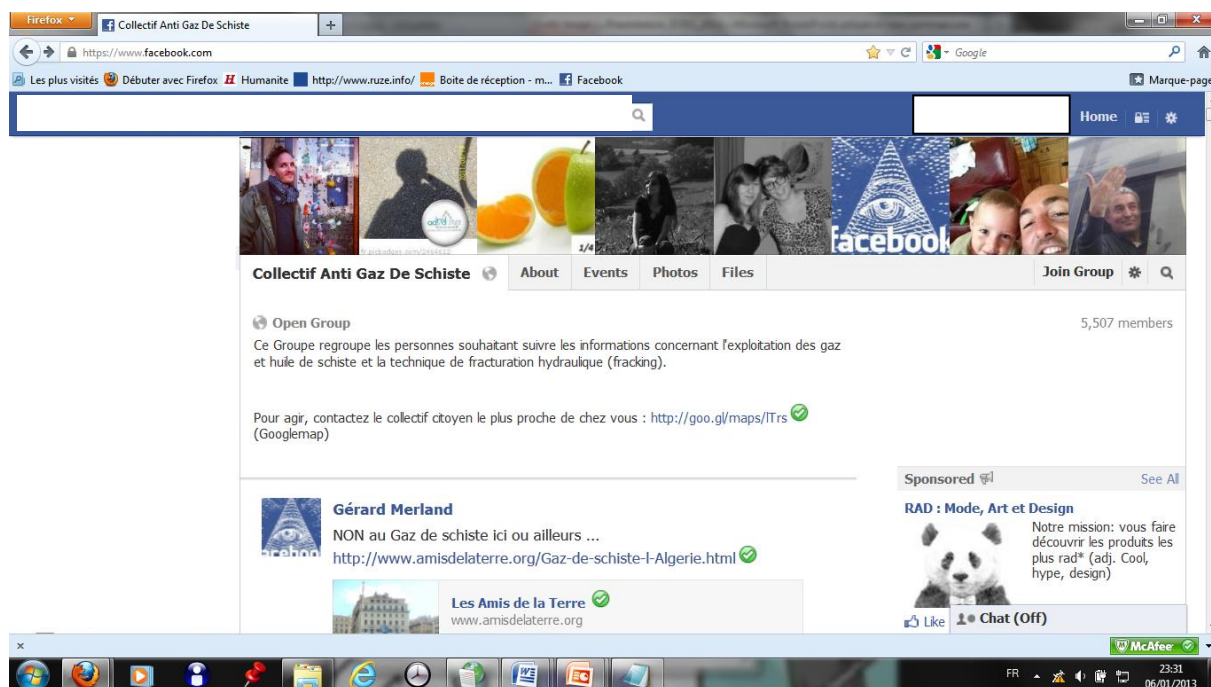 Firefox
Collectif Anti Gaz De Schiste
https://www.facebook.com
Google
Les plus visités Débuter avec Firefox H Humanite http://www.ruze.info/ Boite de réception - m... Facebook Marque-page
Home
1/4
facebook
Collectif Anti Gaz De Schiste About Events Photos Files Join Group
Open Group 5,507 members
Ce Groupe regroupe les personnes souhaitant suivre les informations concernant l'exploitation des gaz
et huile de schiste et la technique de fracturation hydraulique (fracking).
Pour agir, contactez le collectif citoyen le plus proche de chez vous : http://goo.gl/maps/lTrs
(Googlemap)
Sponsored See All
Gérard Merland
NON au Gaz de schiste ici ou ailleurs ...
http://www.amisdelaterre.org/Gaz-de-schiste-l-Algerie.html
Les Amis de la Terre
www.amisdelaterre.org
RAD : Mode, Art et Design
Notre mission: vous faire
découvrir les produits les
plus rad* (adj. Cool,
hype, design)
Like Chat (Off)
x McAfee
FR 23:31
06/01/2013